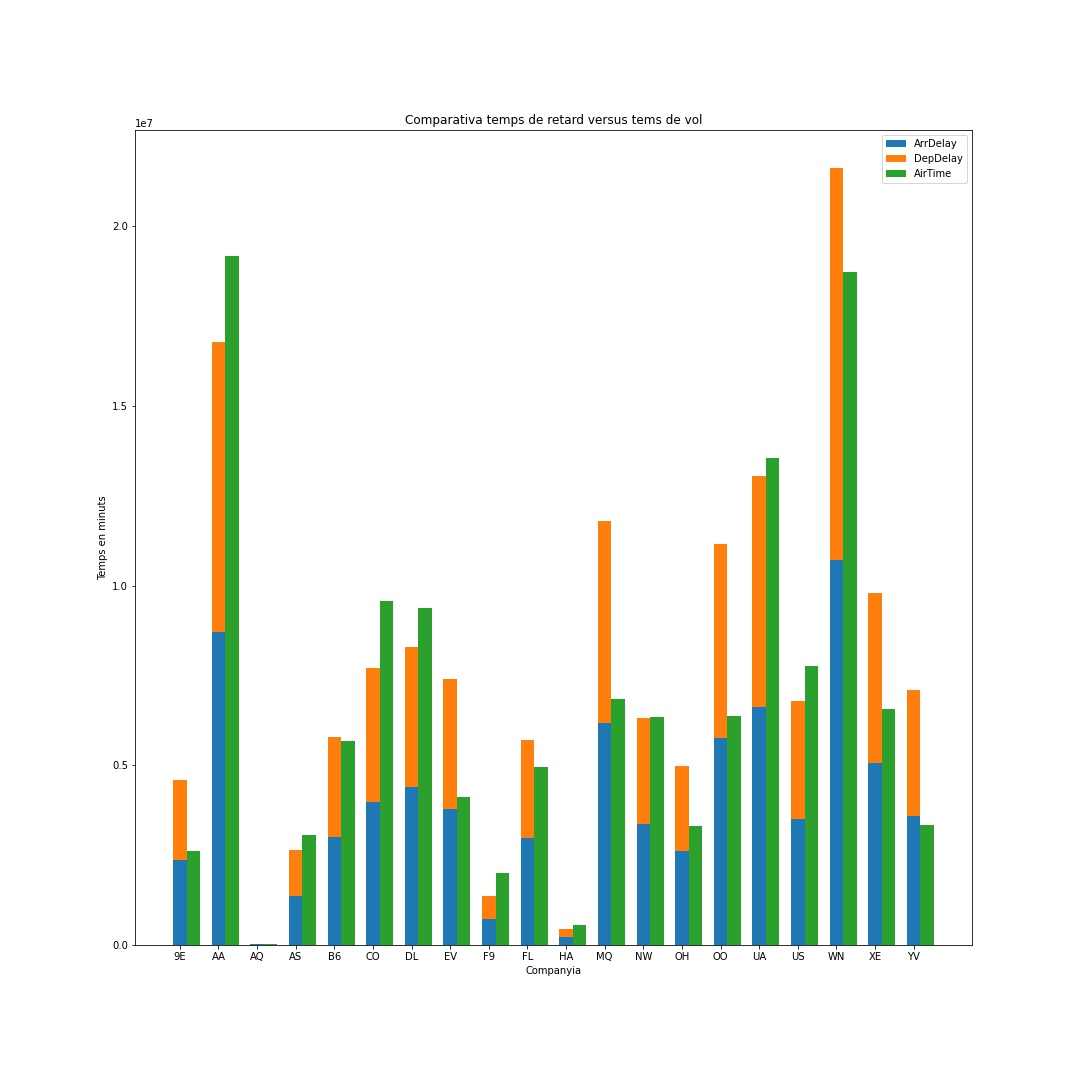 Comparativa temps de retard versus tems de vol
1e7
ArrDelay
DepDelay
AirTime
2.0
1.5
1.0
0.5
0.0
Temps en minuts
9E AA AQ AS B6 CO DL EV F9 FL HA MQ NW OH OO UA US WN XE YV
Companyia